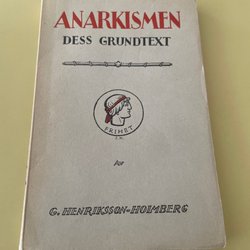 ANARKISMEN
DESS GRUNDTEXT
FRIHET
AV
G. HENRIKSSON-HOLMBERG